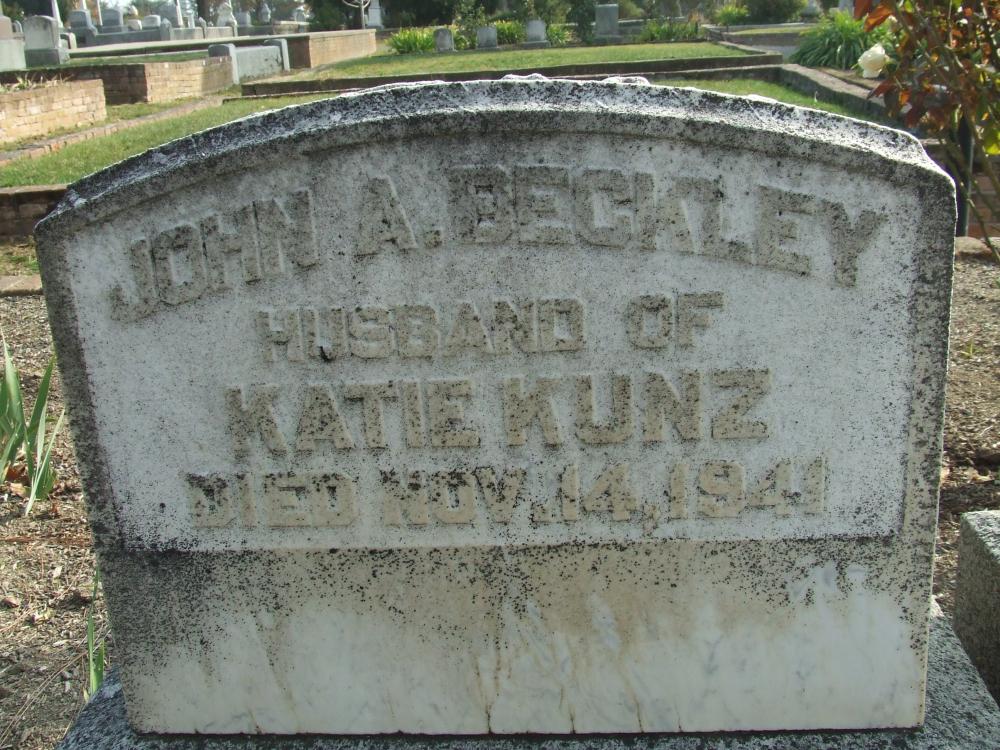 JOHN A. BECKLEY
HUSBAND OF
KATIE KUNZ
DIED NOV. 14, 1941